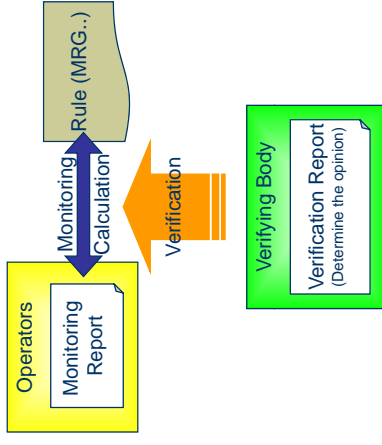 Operators
Monitoring
Report
Monitoring
Calculation
Rule (MRG..)
Verification
Verifying Body
Verification Report
(Determine the opinion)